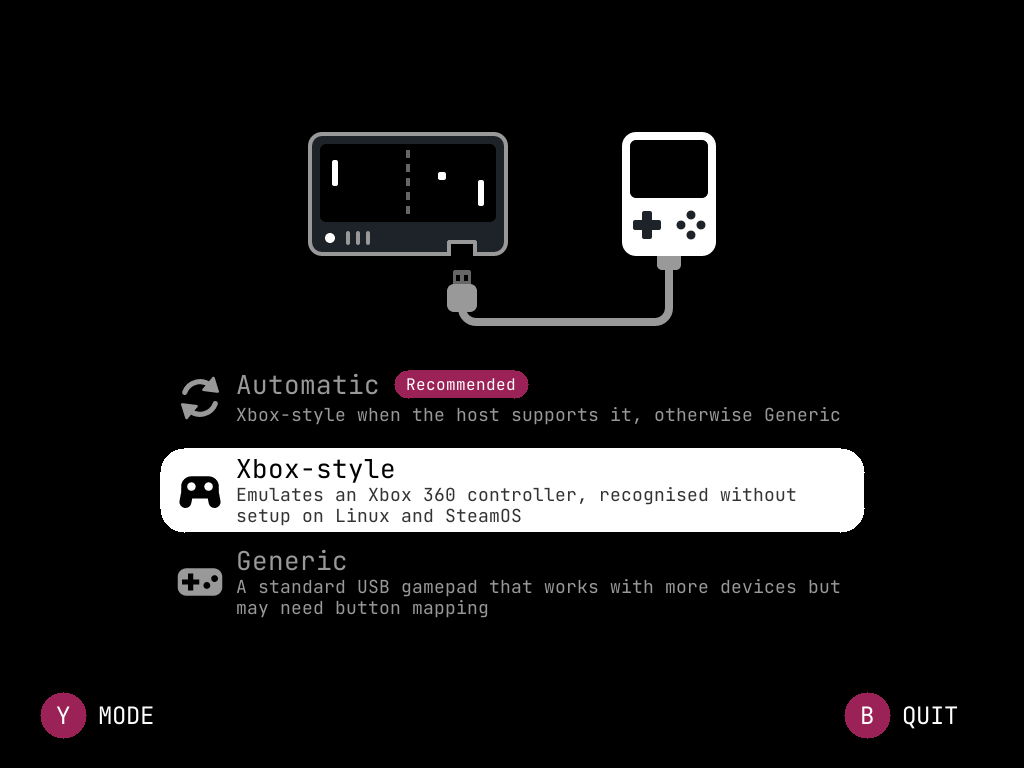 Automatic Recommended
Xbox-style when the host supports it, otherwise Generic
Xbox-style
Emulates an Xbox 360 controller, recognised without
setup on Linux and SteamOS
Generic
A standard USB gamepad that works with more devices but
may need button mapping
Y MODE B QUIT